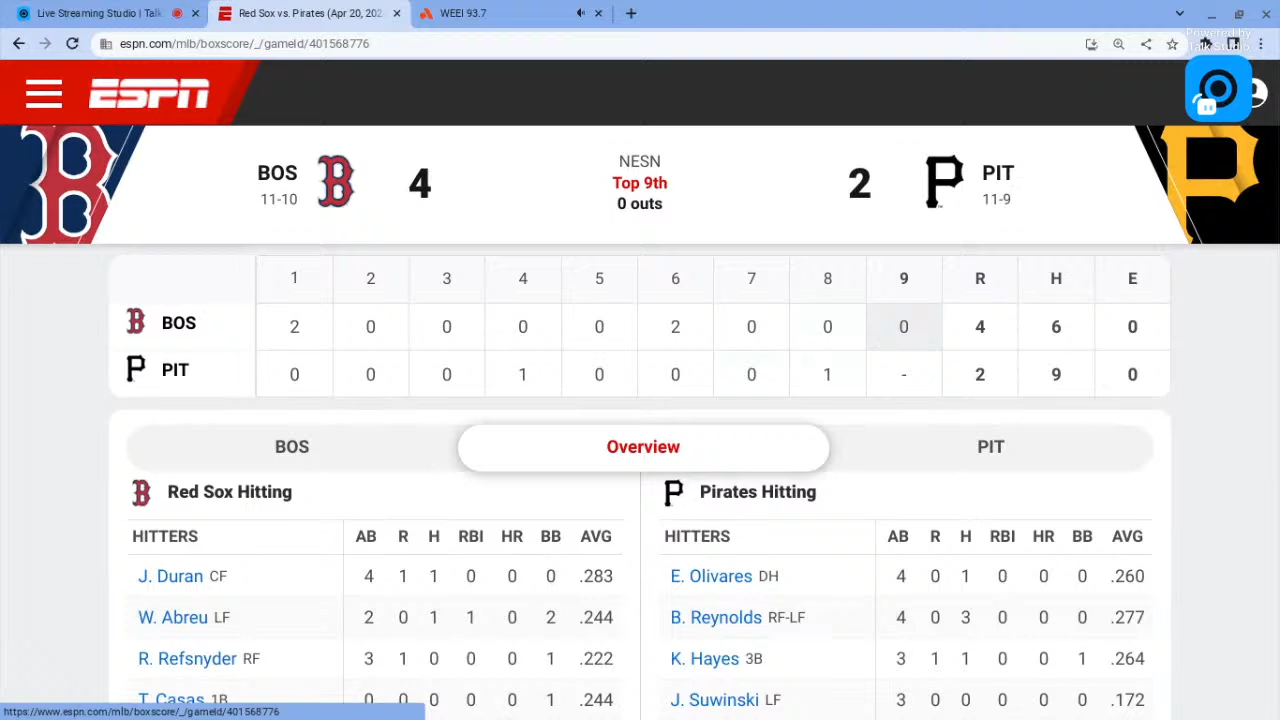 Live Streaming Studio | Talk
Red Sox vs. Pirates (Apr 20, 202
WEEI 93.7
espn.com/mlb/boxscore/_/gameId/401568776
Powered by
Talk Studio
ESPN
BOS
11-10
B
4
NESN
Top 9th
0 outs
2
P
PIT
11-9
1 2 3 4 5 6 7 8 9 R H E
B BOS 2 0 0 0 0 2 0 0 0 4 6 0
P PIT 0 0 0 1 0 0 0 1 - 2 9 0
BOS Overview PIT
B Red Sox Hitting
HITTERS AB R H RBI HR BB AVG
J. Duran CF 4 1 1 0 0 0 .283
W. Abreu LF 2 0 1 1 0 2 .244
R. Refsnyder RF 3 1 0 0 0 1 .222
T. Casas 1B 0 0 0 0 0 1 .244
P Pirates Hitting
HITTERS AB R H RBI HR BB AVG
E. Olivares DH 4 0 1 0 0 0 .260
B. Reynolds RF-LF 4 0 3 0 0 0 .277
K. Hayes 3B 3 1 1 0 0 1 .264
J. Suwinski LF 3 0 0 0 0 0 .172
https://www.espn.com/mlb/boxscore/_/gameId/401568776